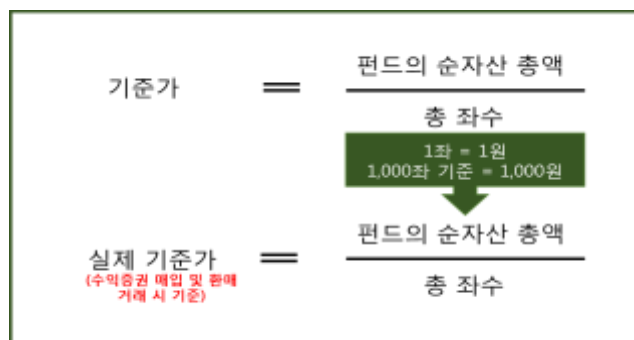 펀드의 순자산 총액
기준가 =
총 좌수
1좌 = 1원
1,000좌 기준 = 1,000원
펀드의 순자산 총액
실제 기준가 =
(수익증권 매입 및 환매
거래 시 기준)
총 좌수